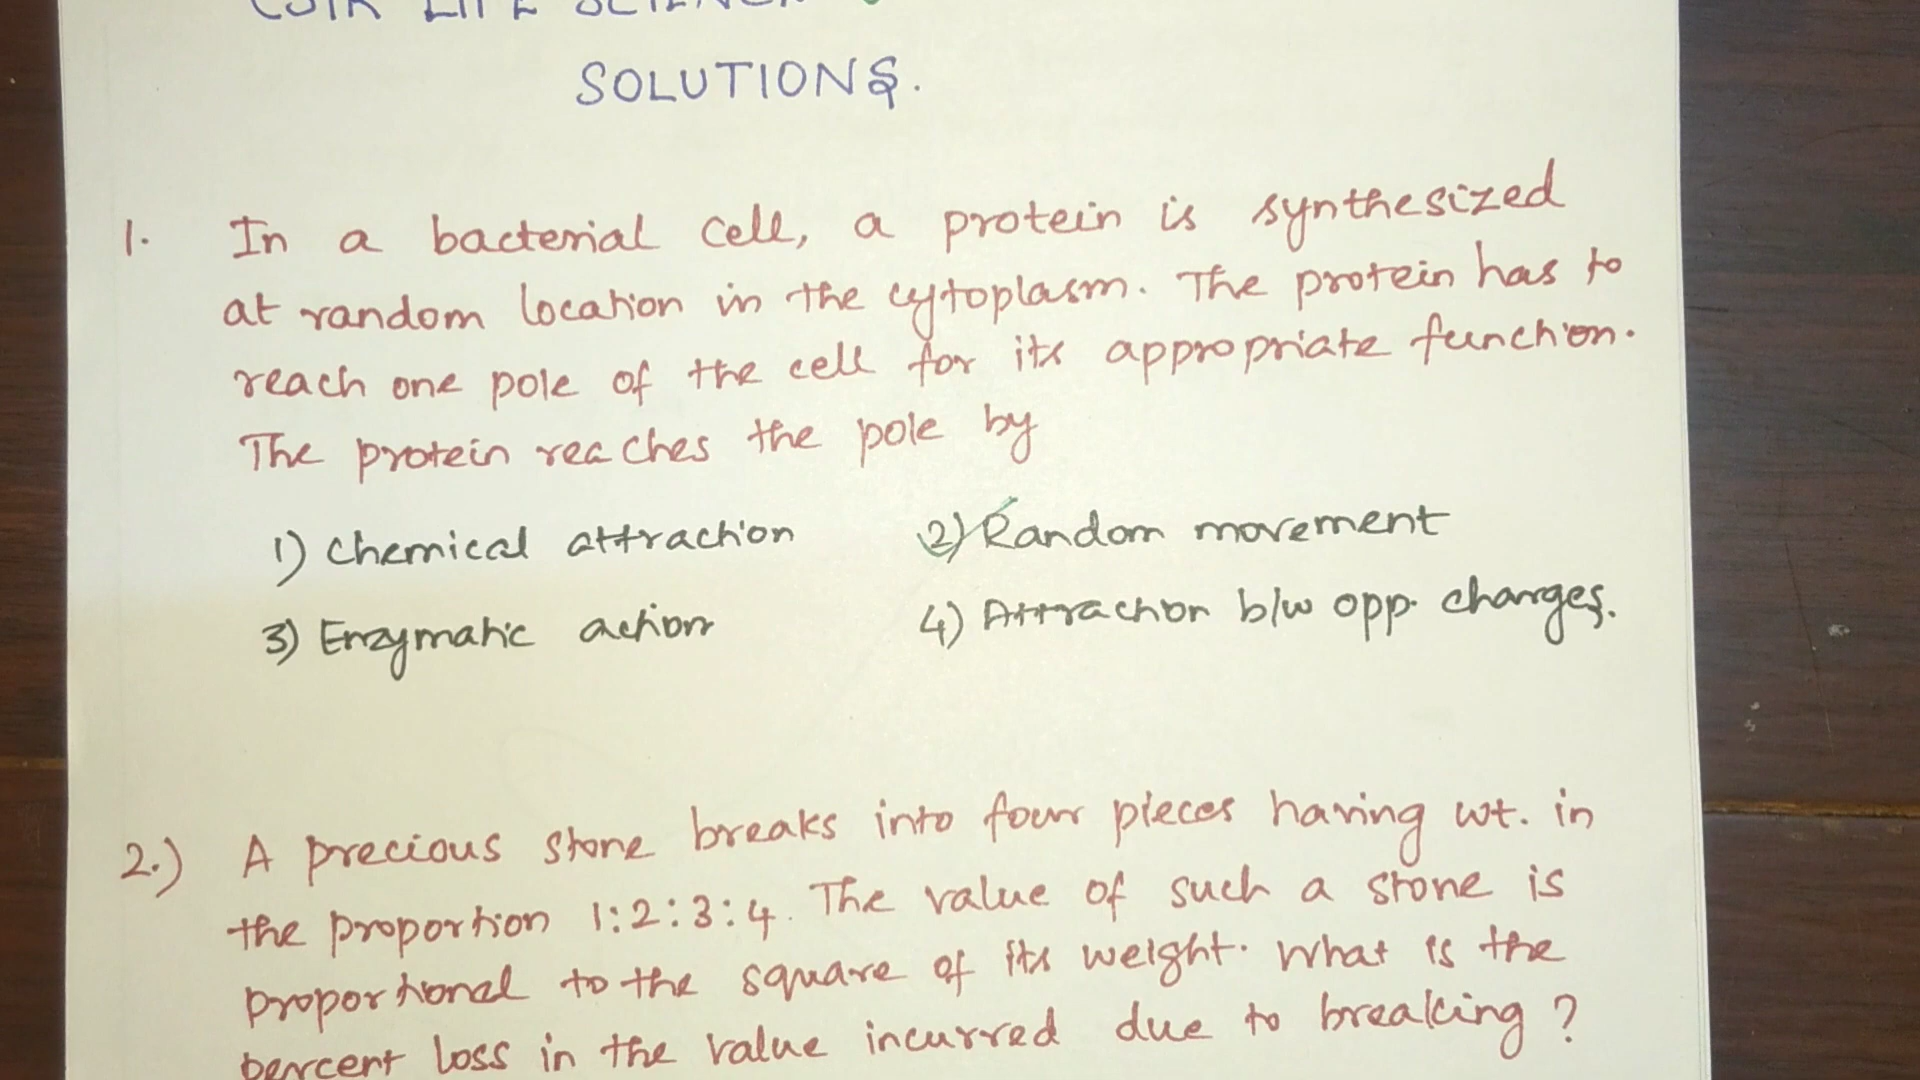 CSIR LIFE SCIENCE
SOLUTIONS.
1. In a bacterial cell, a protein is synthesized
at random location in the cytoplasm. The protein has to
reach one pole of the cell for its appropriate function.
The protein reaches the pole by
1) Chemical attraction 2) Random movement
3) Enzymatic action 4) Attraction b/w opp. changes.
2.) A precious stone breaks into four pieces having wt. in
the proportion 1:2:3:4. The value of such a stone is
proportional to the square of its weight. What is the
percent loss in the value incurred due to breaking?